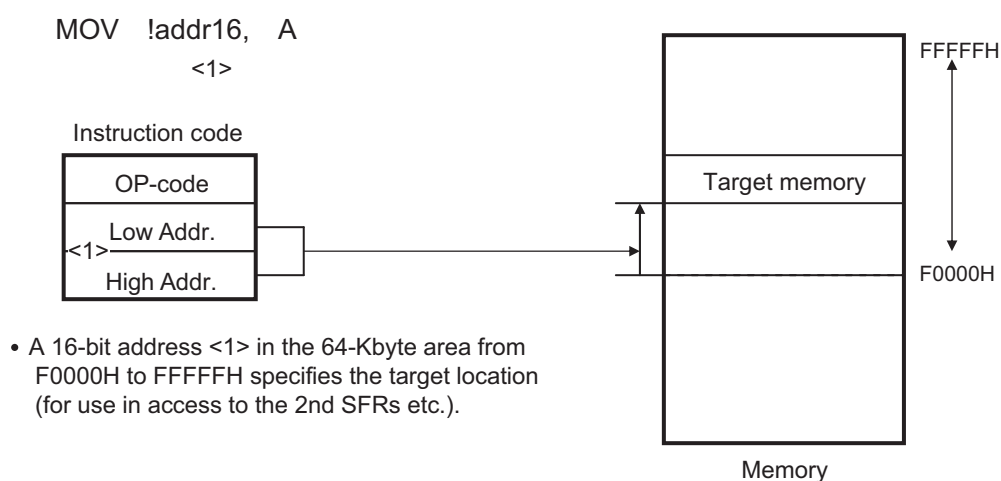 MOV !addr16, A
<1>
Instruction code
OP-code
Low Addr.
<1>
High Addr.
FFFFFH
Target memory
F0000H
Memory
• A 16-bit address <1> in the 64-Kbyte area from
F0000H to FFFFFH specifies the target location
(for use in access to the 2nd SFRs etc.).